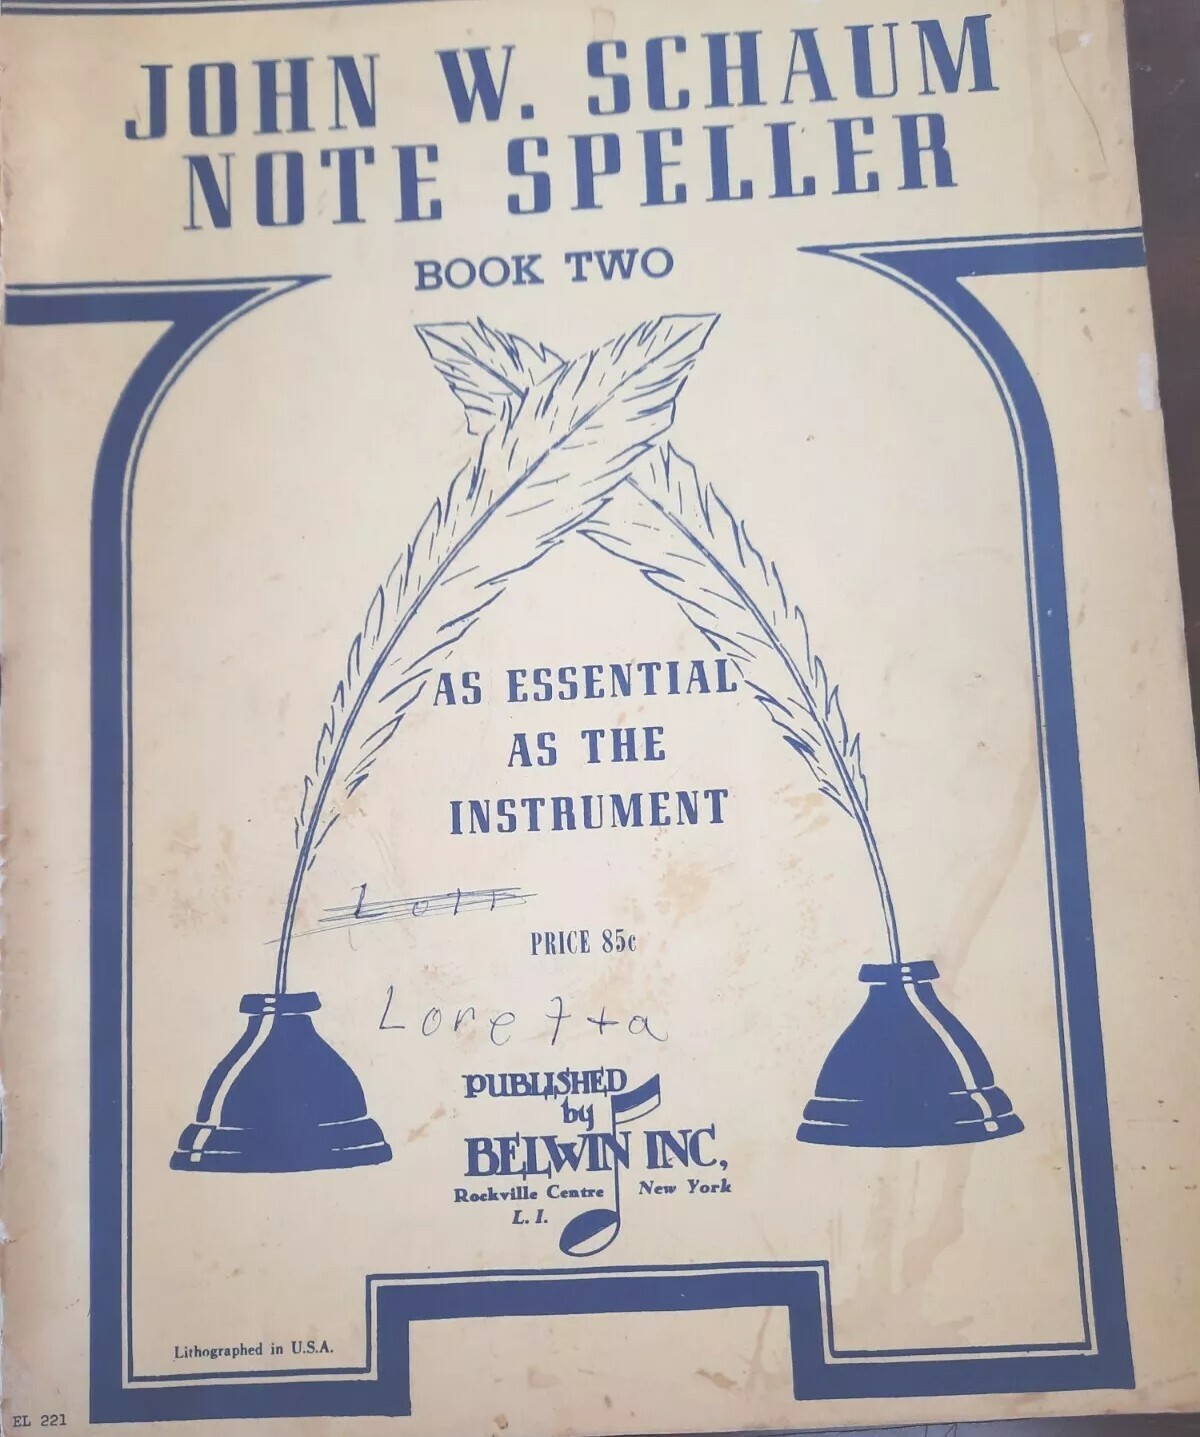 JOHN W. SCHAUM
NOTE SPELLER
BOOK TWO
AS ESSENTIAL
AS THE
INSTRUMENT
PRICE 85¢
Loretta
PUBLISHED
by
BELWIN INC,
Rockville Centre New York
L. I.
Lithographed in U.S.A.
EL 221